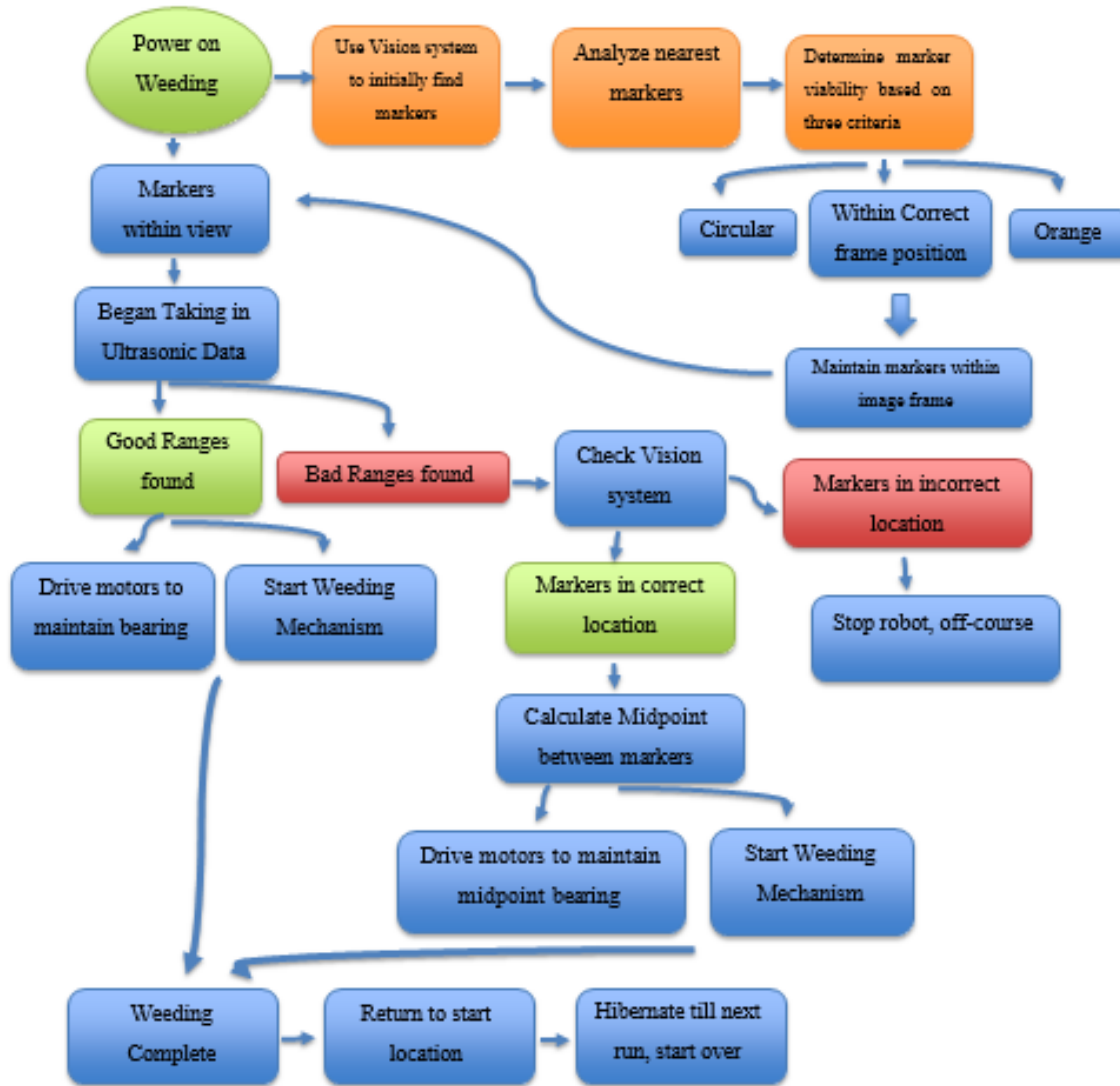 Power on
Weeding
Use Vision system
to initially find
markers
Analyze nearest
markers
Determine marker
viability based on
three criteria
Markers
within view
Circular
Within Correct
frame position
Orange
Began Taking in
Ultrasonic Data
Maintain markers within
image frame
Good Ranges
found
Bad Ranges found
Check Vision
system
Markers in incorrect
location
Drive motors to
maintain bearing
Start Weeding
Mechanism
Markers in correct
location
Stop robot, off-course
Calculate Midpoint
between markers
Drive motors to maintain
midpoint bearing
Start Weeding
Mechanism
Weeding
Complete
Return to start
location
Hibernate till next
run, start over